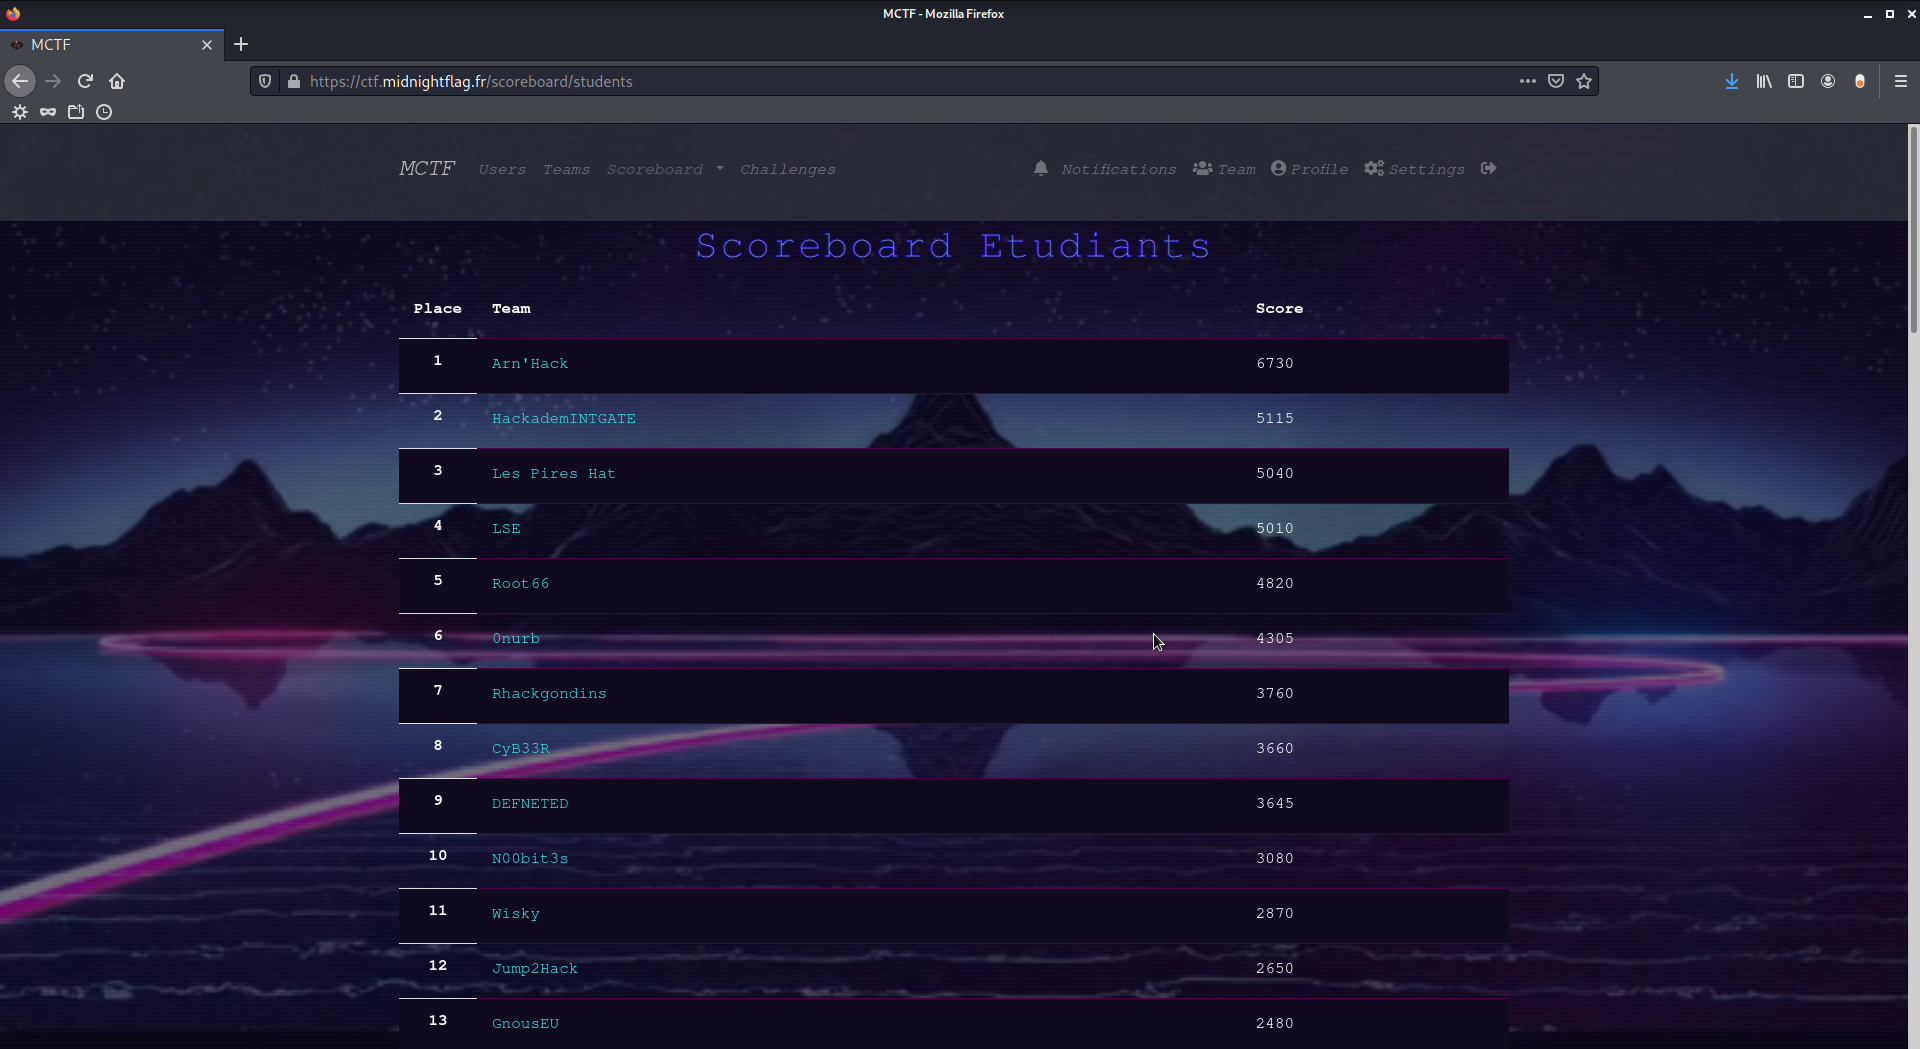 MCTF - Mozilla Firefox
MCTF
https://ctf.midnightflag.fr/scoreboard/students
MCTF Users Teams Scoreboard Challenges Notifications Team Profile Settings
Scoreboard Etudiants
Place Team Score
1 Arn'Hack 6730
2 HackademINTGATE 5115
3 Les Pires Hat 5040
4 LSE 5010
5 Root66 4820
6 0nurb 4305
7 Rhackgondins 3760
8 CyB33R 3660
9 DEFNETED 3645
10 N00bit3s 3080
11 Wisky 2870
12 Jump2Hack 2650
13 GnousEU 2480